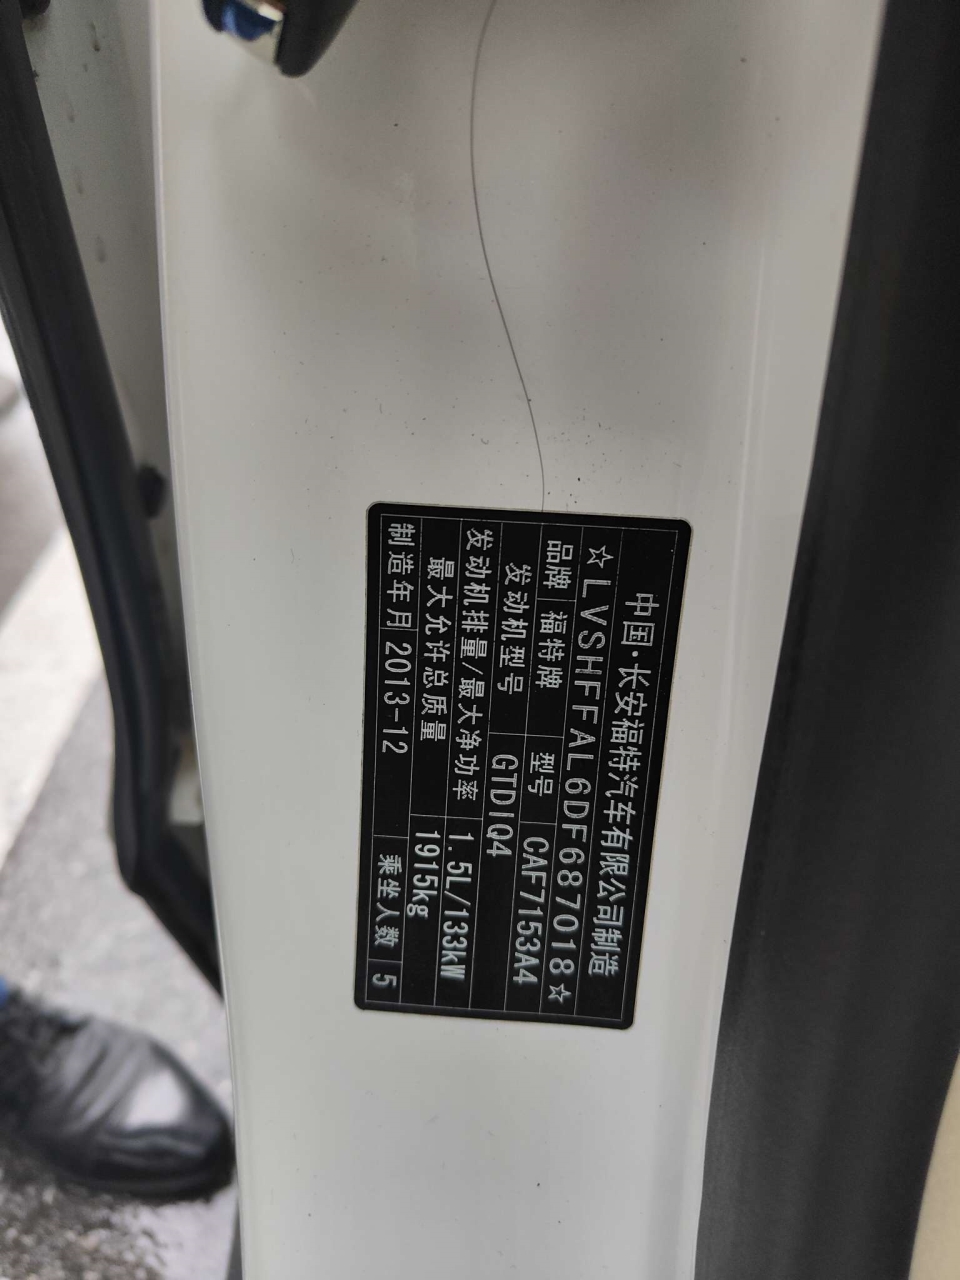 中国·长安福特汽车有限公司制造
☆LVSHFFAL6DF687018☆
品牌 福特牌 型号 CAF7153A4
发动机型号 GTDIQ4
发动机排量/最大净功率 1.5L/133kW
最大允许总质量 1915kg
制造年月 2013-12 乘坐人数 5